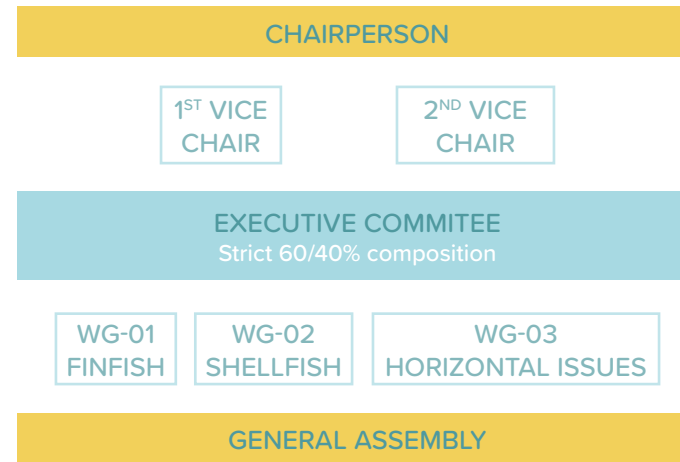 CHAIRPERSON
1ST VICE
CHAIR
2ND VICE
CHAIR
EXECUTIVE COMMITEE
Strict 60/40% composition
WG-01
FINFISH
WG-02
SHELLFISH
WG-03
HORIZONTAL ISSUES
GENERAL ASSEMBLY